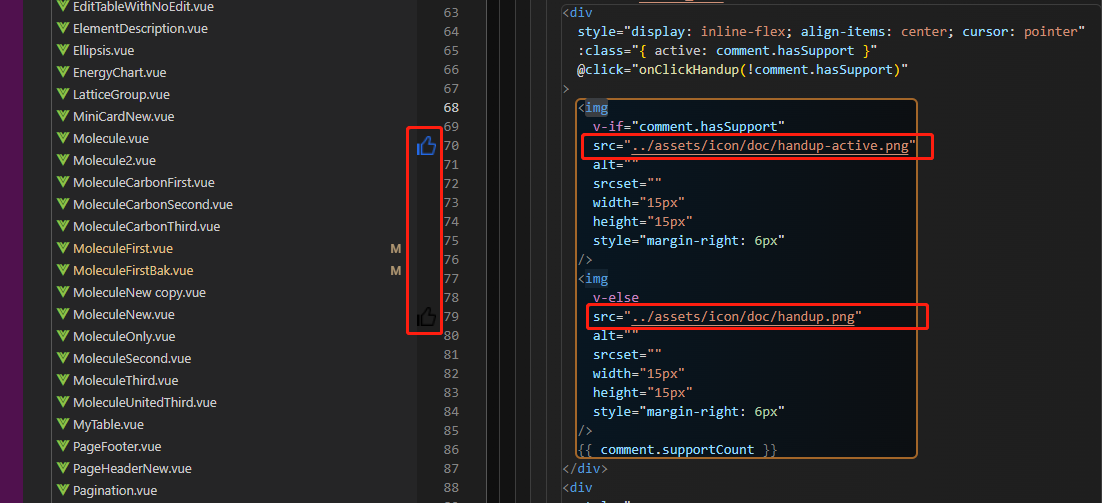 EditTableWithNoEdit.vue
ElementDescription.vue
Ellipsis.vue
EnergyChart.vue
LatticeGroup.vue
MiniCardNew.vue
Molecule.vue
Molecule2.vue
MoleculeCarbonFirst.vue
MoleculeCarbonSecond.vue
MoleculeCarbonThird.vue
MoleculeFirst.vue M
MoleculeFirstBak.vue M
MoleculeNew copy.vue
MoleculeNew.vue
MoleculeOnly.vue
MoleculeSecond.vue
MoleculeThird.vue
MoleculeUnitedThird.vue
MyTable.vue
PageFooter.vue
PageHeaderNew.vue
Pagination.vue
63 <div
64 style="display: inline-flex; align-items: center; cursor: pointer"
65 :class="{ active: comment.hasSupport }"
66 @click="onClickHandup(!comment.hasSupport)"
67 >
68 <img
69 v-if="comment.hasSupport"
70 src="../assets/icon/doc/handup-active.png"
71 alt=""
72 srcset=""
73 width="15px"
74 height="15px"
75 style="margin-right: 6px"
76 />
77 <img
78 v-else
79 src="../assets/icon/doc/handup.png"
80 alt=""
81 srcset=""
82 width="15px"
83 height="15px"
84 style="margin-right: 6px"
85 />
86 {{ comment.supportCount }}
87 </div>
88 <div